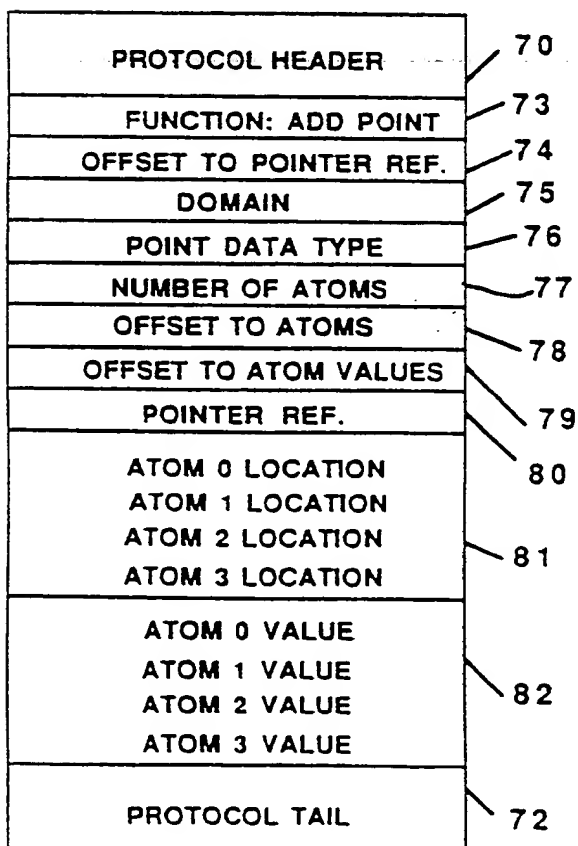 PROTOCOL HEADER 70
FUNCTION: ADD POINT 73
OFFSET TO POINTER REF. 74
DOMAIN 75
POINT DATA TYPE 76
NUMBER OF ATOMS 77
OFFSET TO ATOMS 78
OFFSET TO ATOM VALUES 79
POINTER REF. 80
ATOM 0 LOCATION
ATOM 1 LOCATION
ATOM 2 LOCATION 81
ATOM 3 LOCATION
ATOM 0 VALUE
ATOM 1 VALUE
ATOM 2 VALUE 82
ATOM 3 VALUE
PROTOCOL TAIL 72